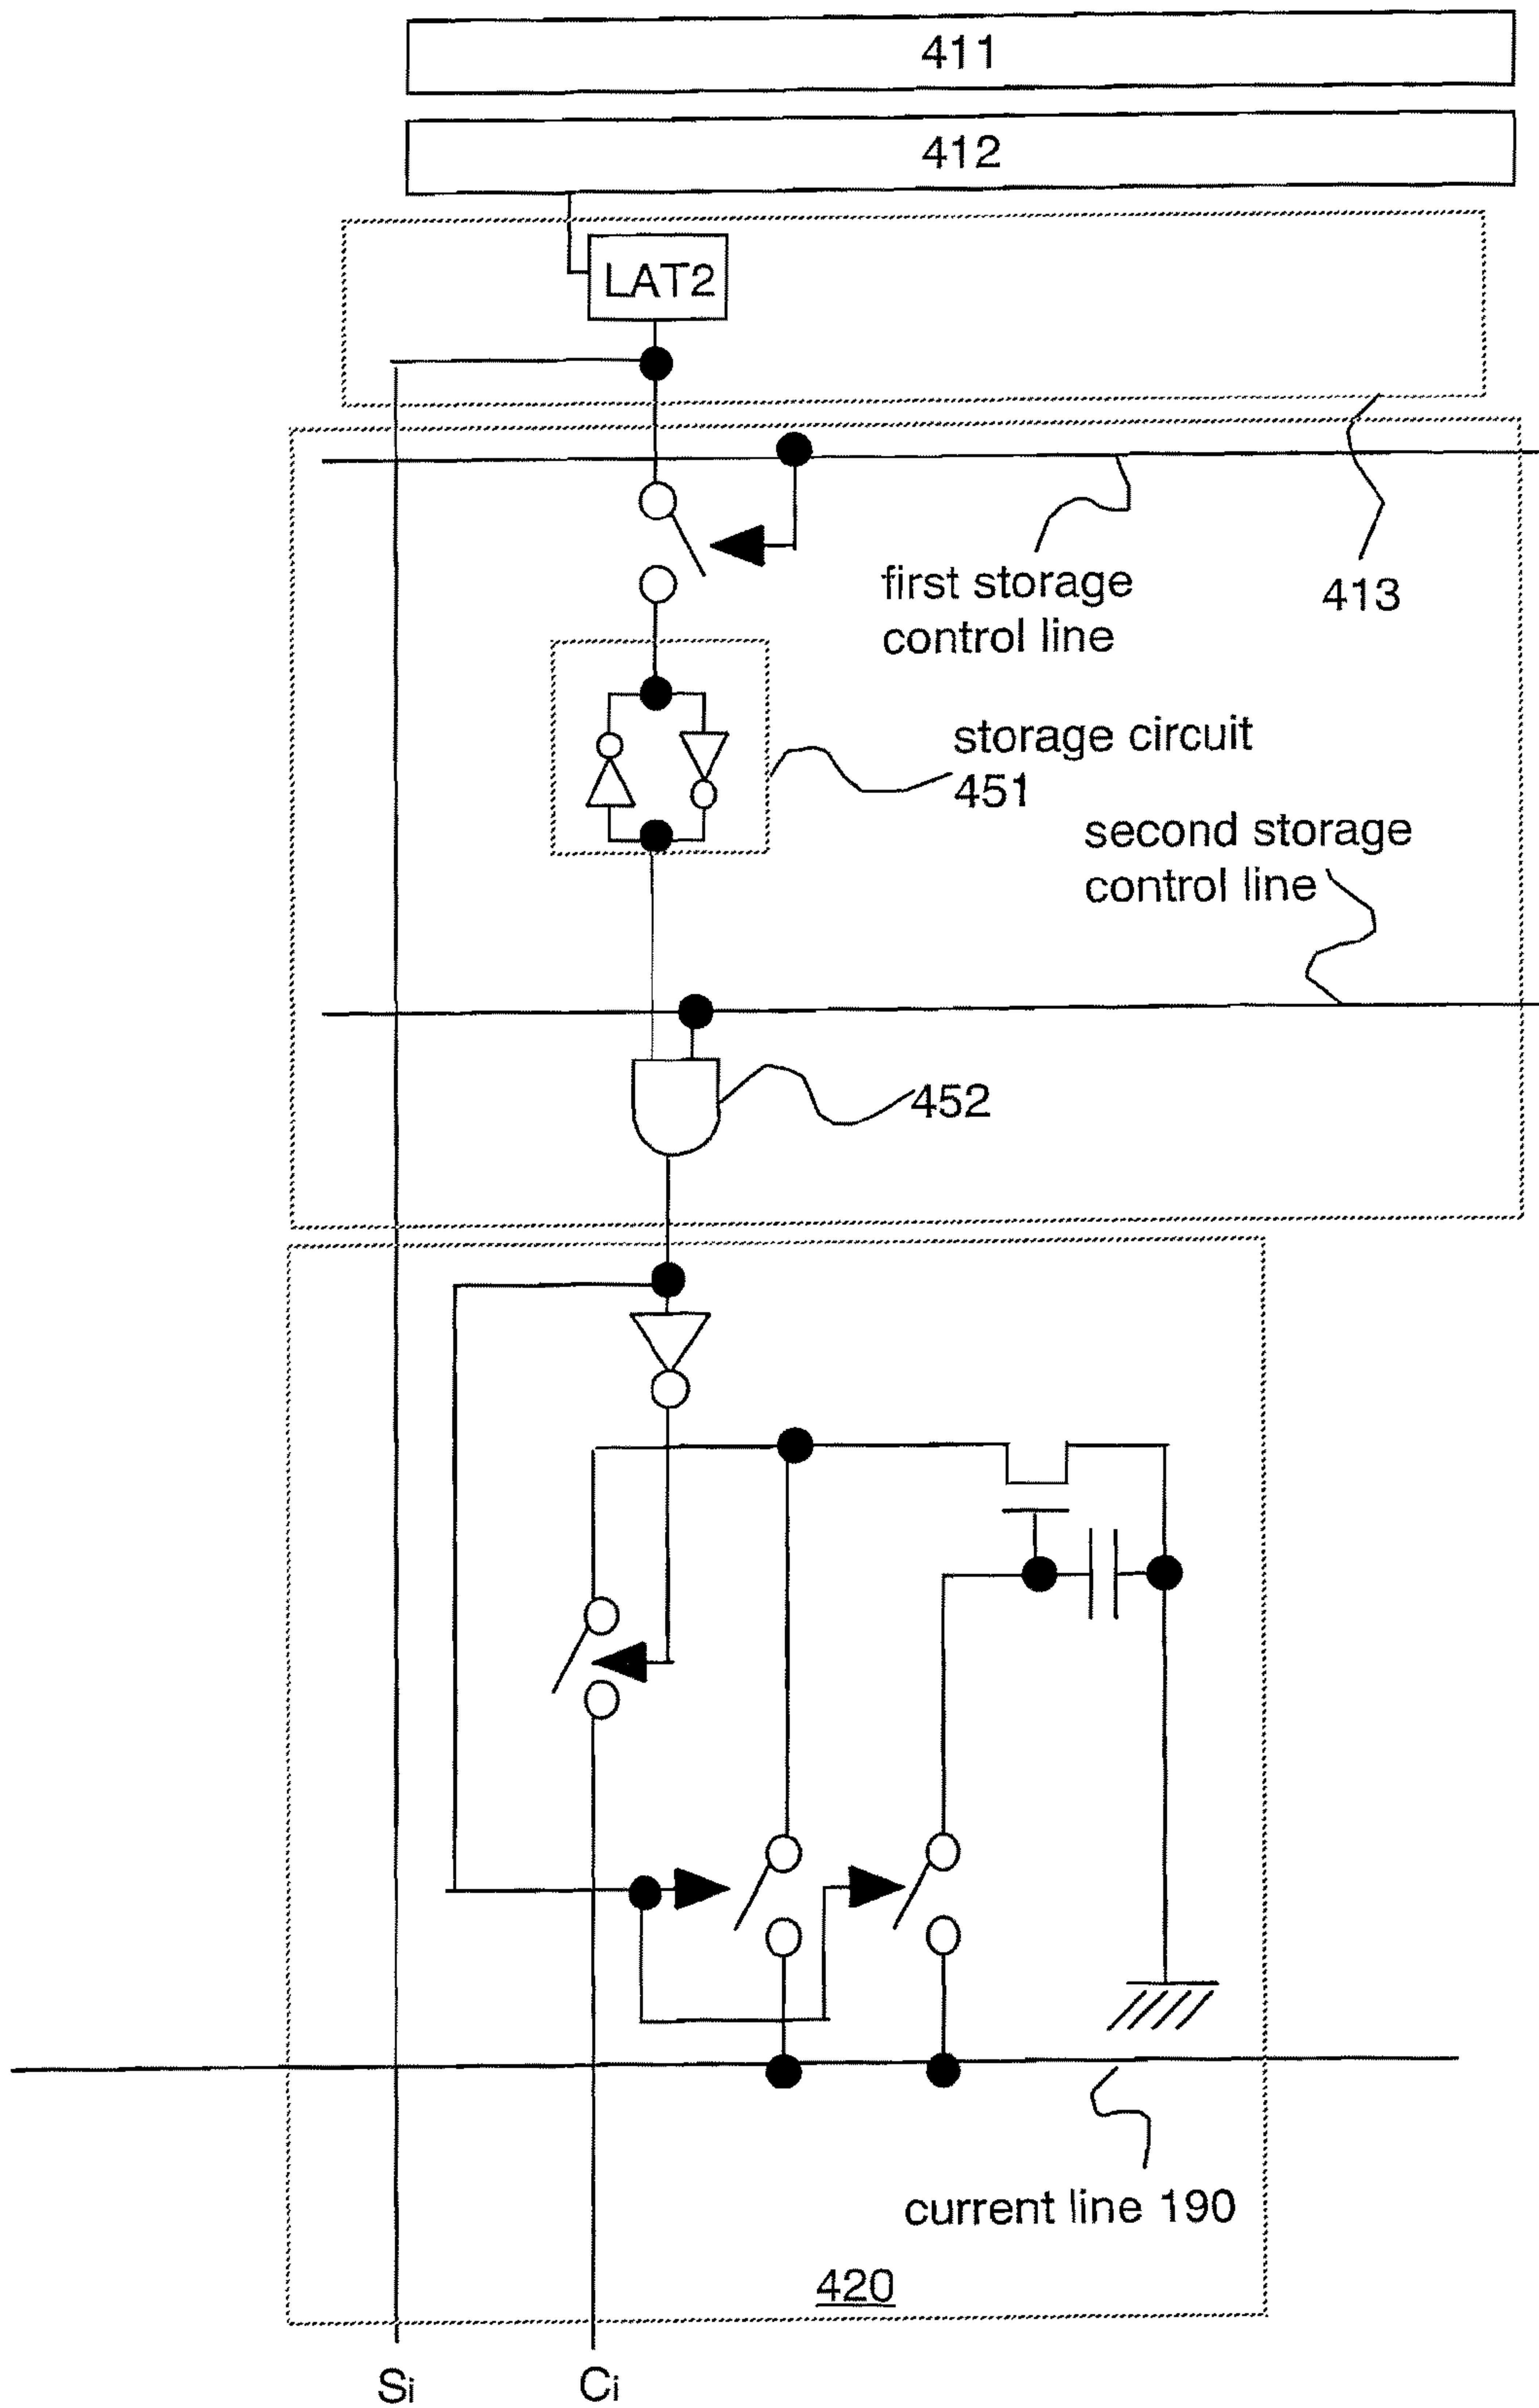 411
412
LAT2
first storage
control line
413
storage circuit
451
second storage
control line
452
current line 190
420
Si
Ci